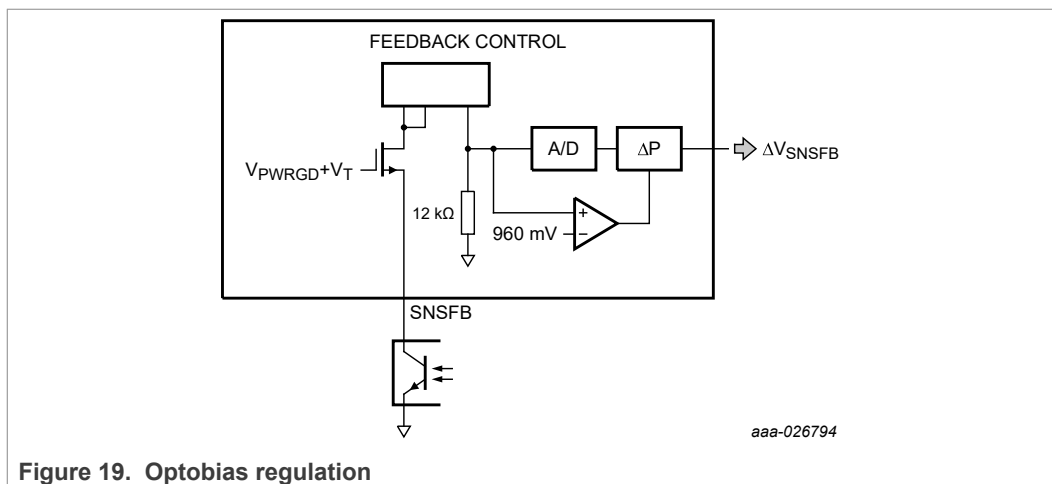 FEEDBACK CONTROL
A/D
ΔP
ΔVSNSFB
VPWRGD+VT
12 kΩ
+
960 mV
−
SNSFB
aaa-026794
Figure 19. Optobias regulation